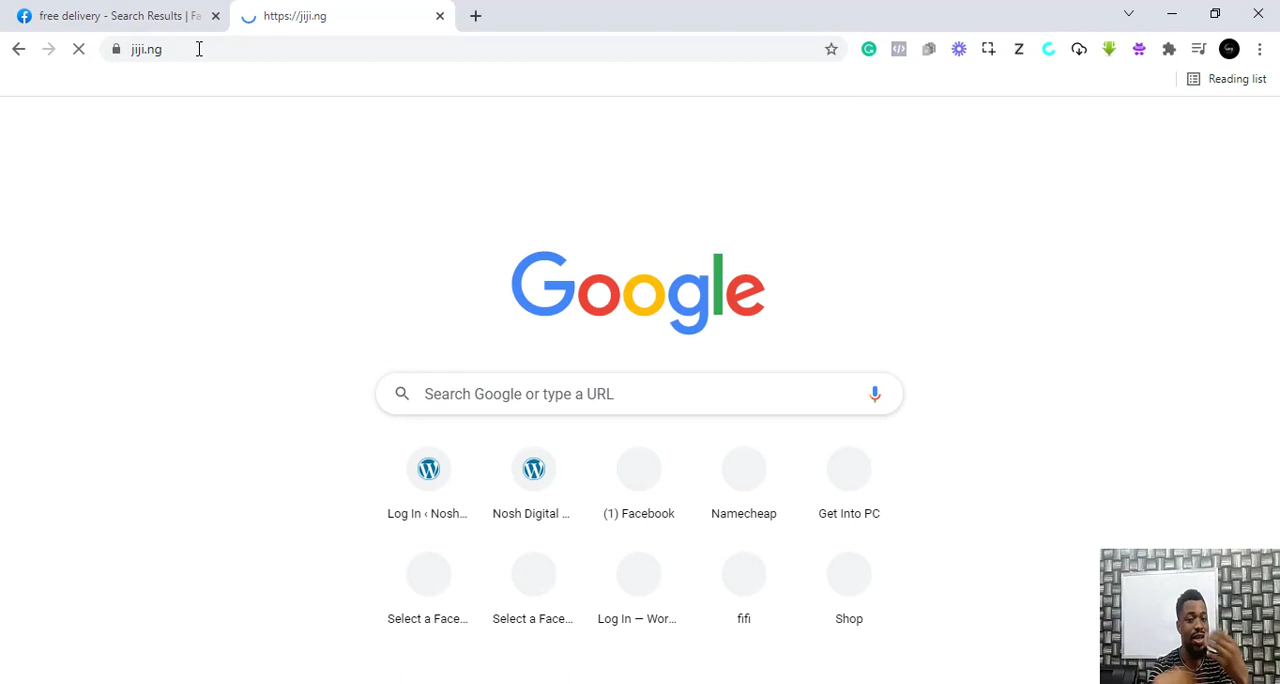 free delivery - Search Results | Fa
https://jiji.ng
jiji.ng
Reading list
Google
Search Google or type a URL
Log In ‹ Nosh...
Nosh Digital ...
(1) Facebook
Namecheap
Get Into PC
Select a Face...
Select a Face...
Log In — Wor...
fifi
Shop